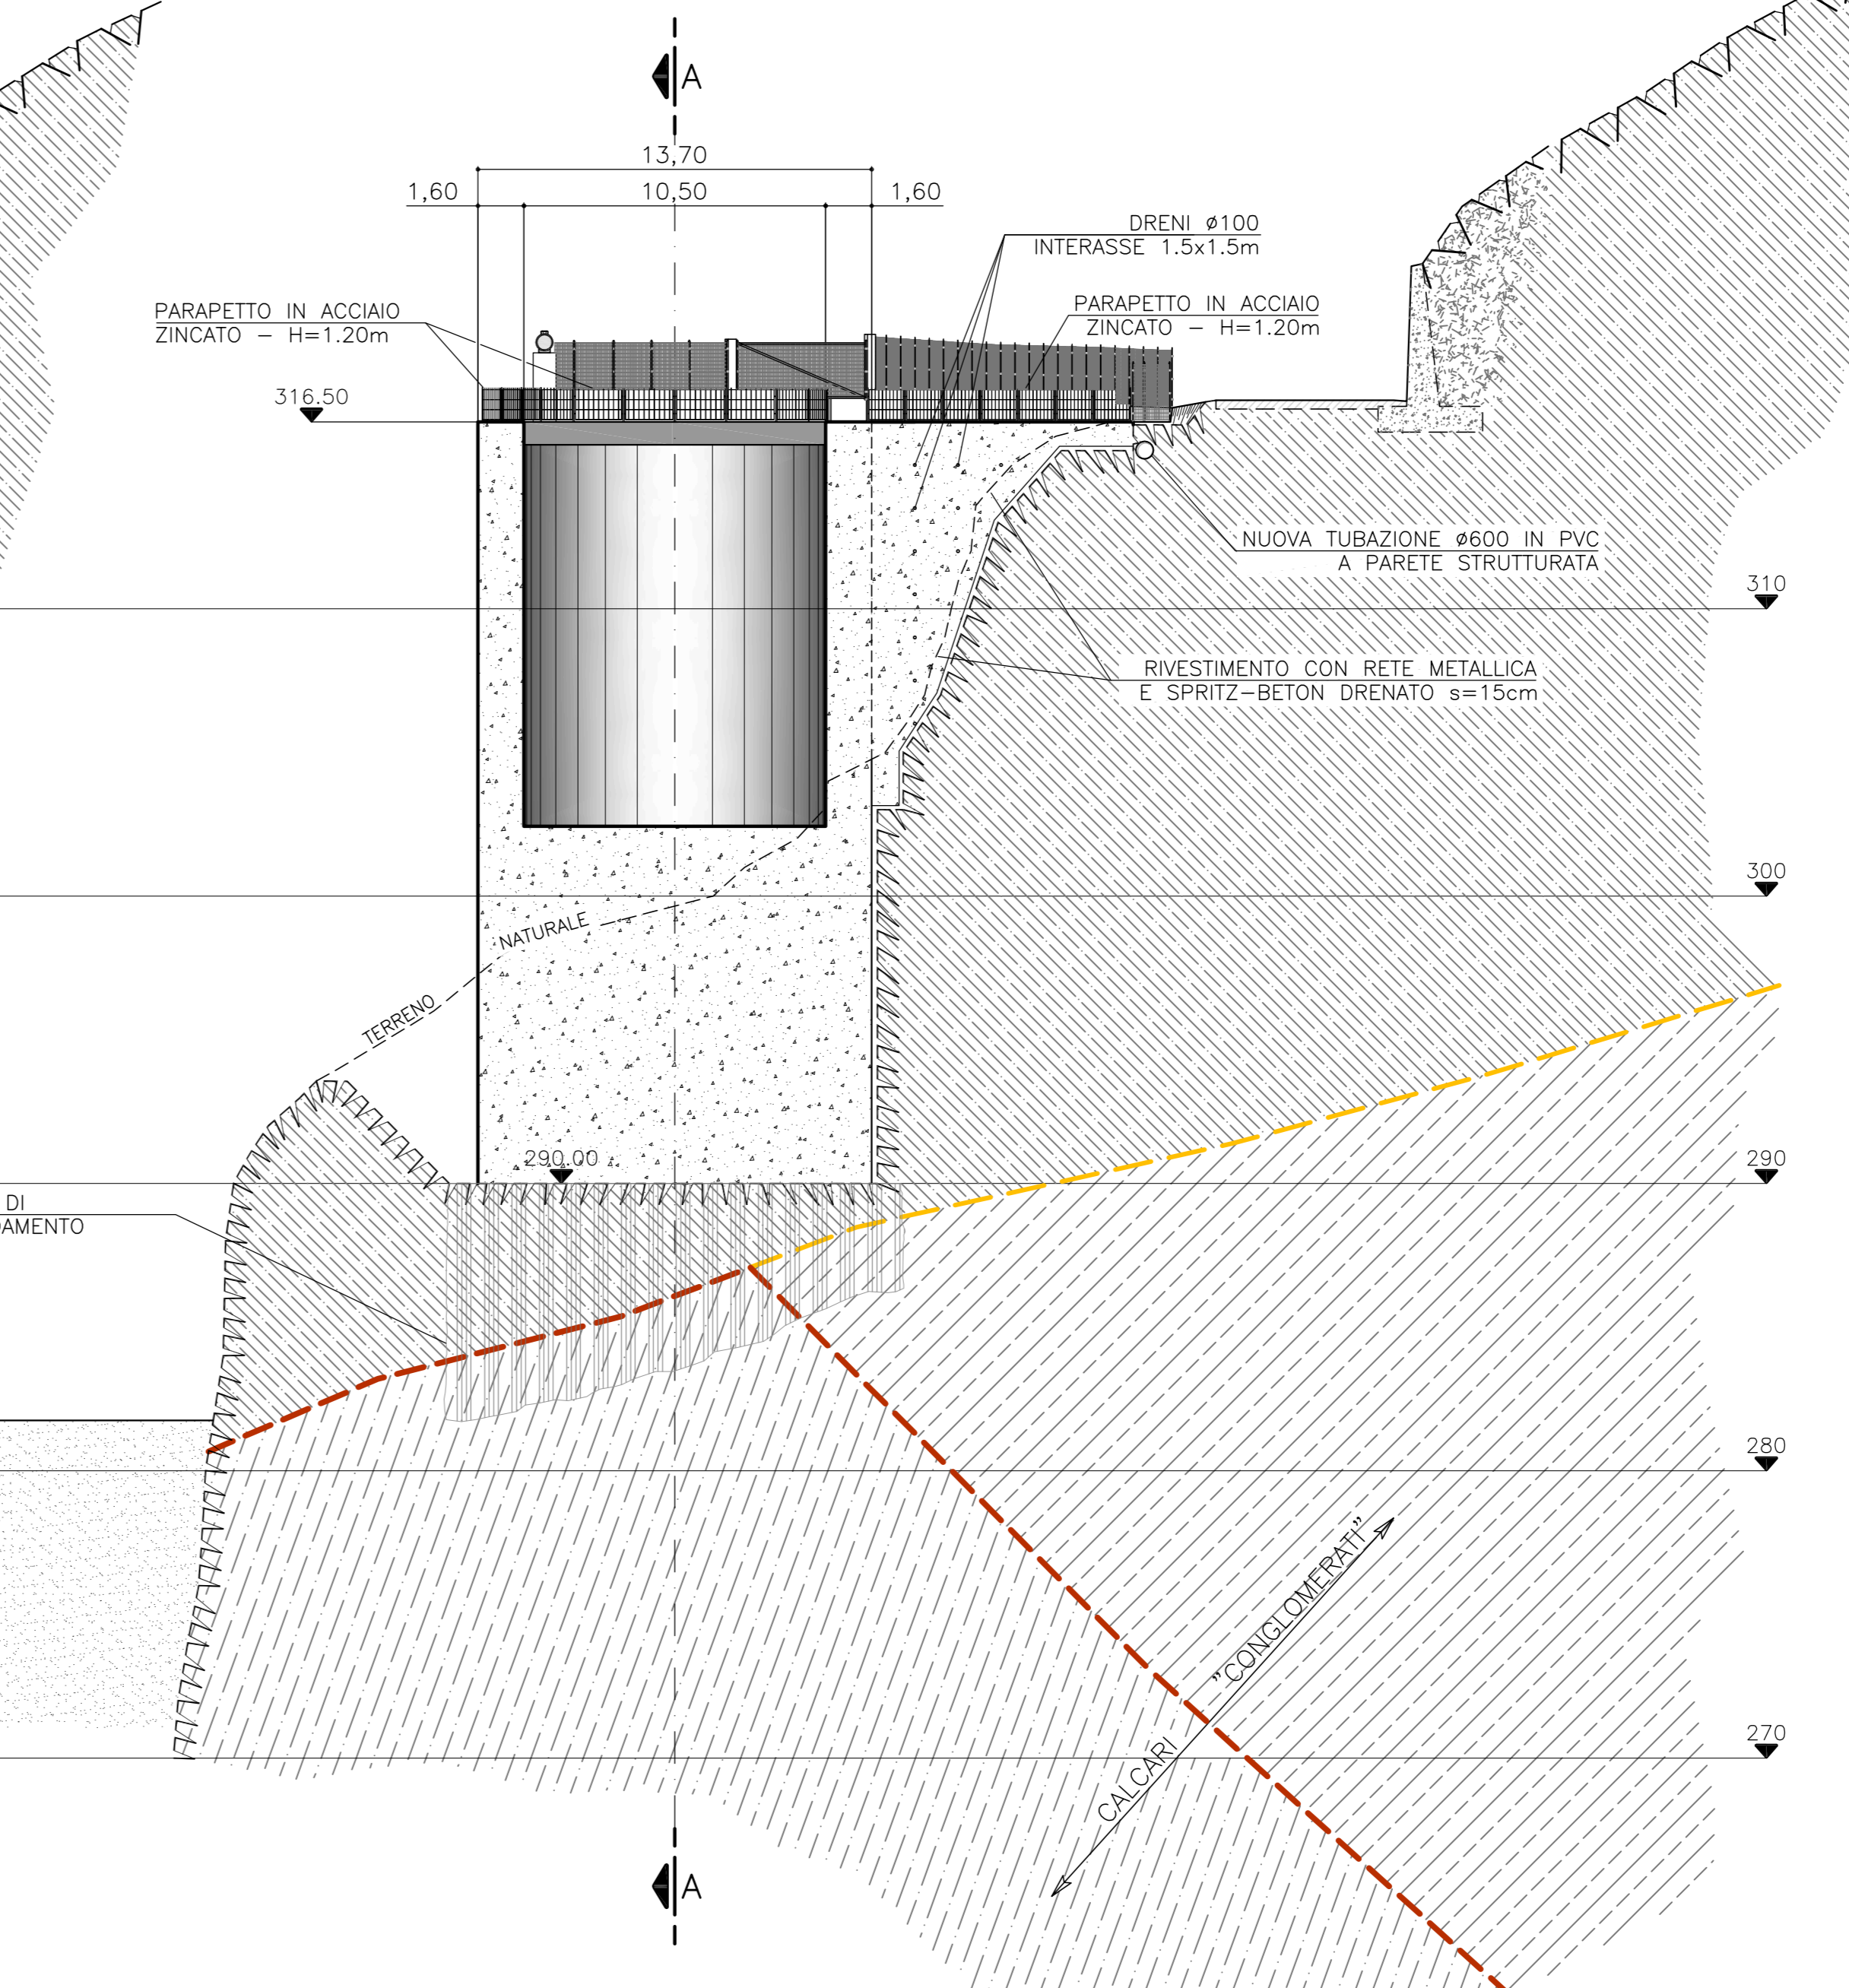 A
13,70
1,60
10,50
1,60
DRENI ø100
INTERASSE 1.5x1.5m
PARAPETTO IN ACCIAIO
ZINCATO – H=1.20m
PARAPETTO IN ACCIAIO
ZINCATO – H=1.20m
316.50
NUOVA TUBAZIONE ø600 IN PVC
A PARETE STRUTTURATA
310
RIVESTIMENTO CON RETE METALLICA
E SPRITZ–BETON DRENATO s=15cm
300
TERRENO
NATURALE
290.00
290
DI
DAMENTO
280
"CONGLOMERATI"
CALCARI
270
A